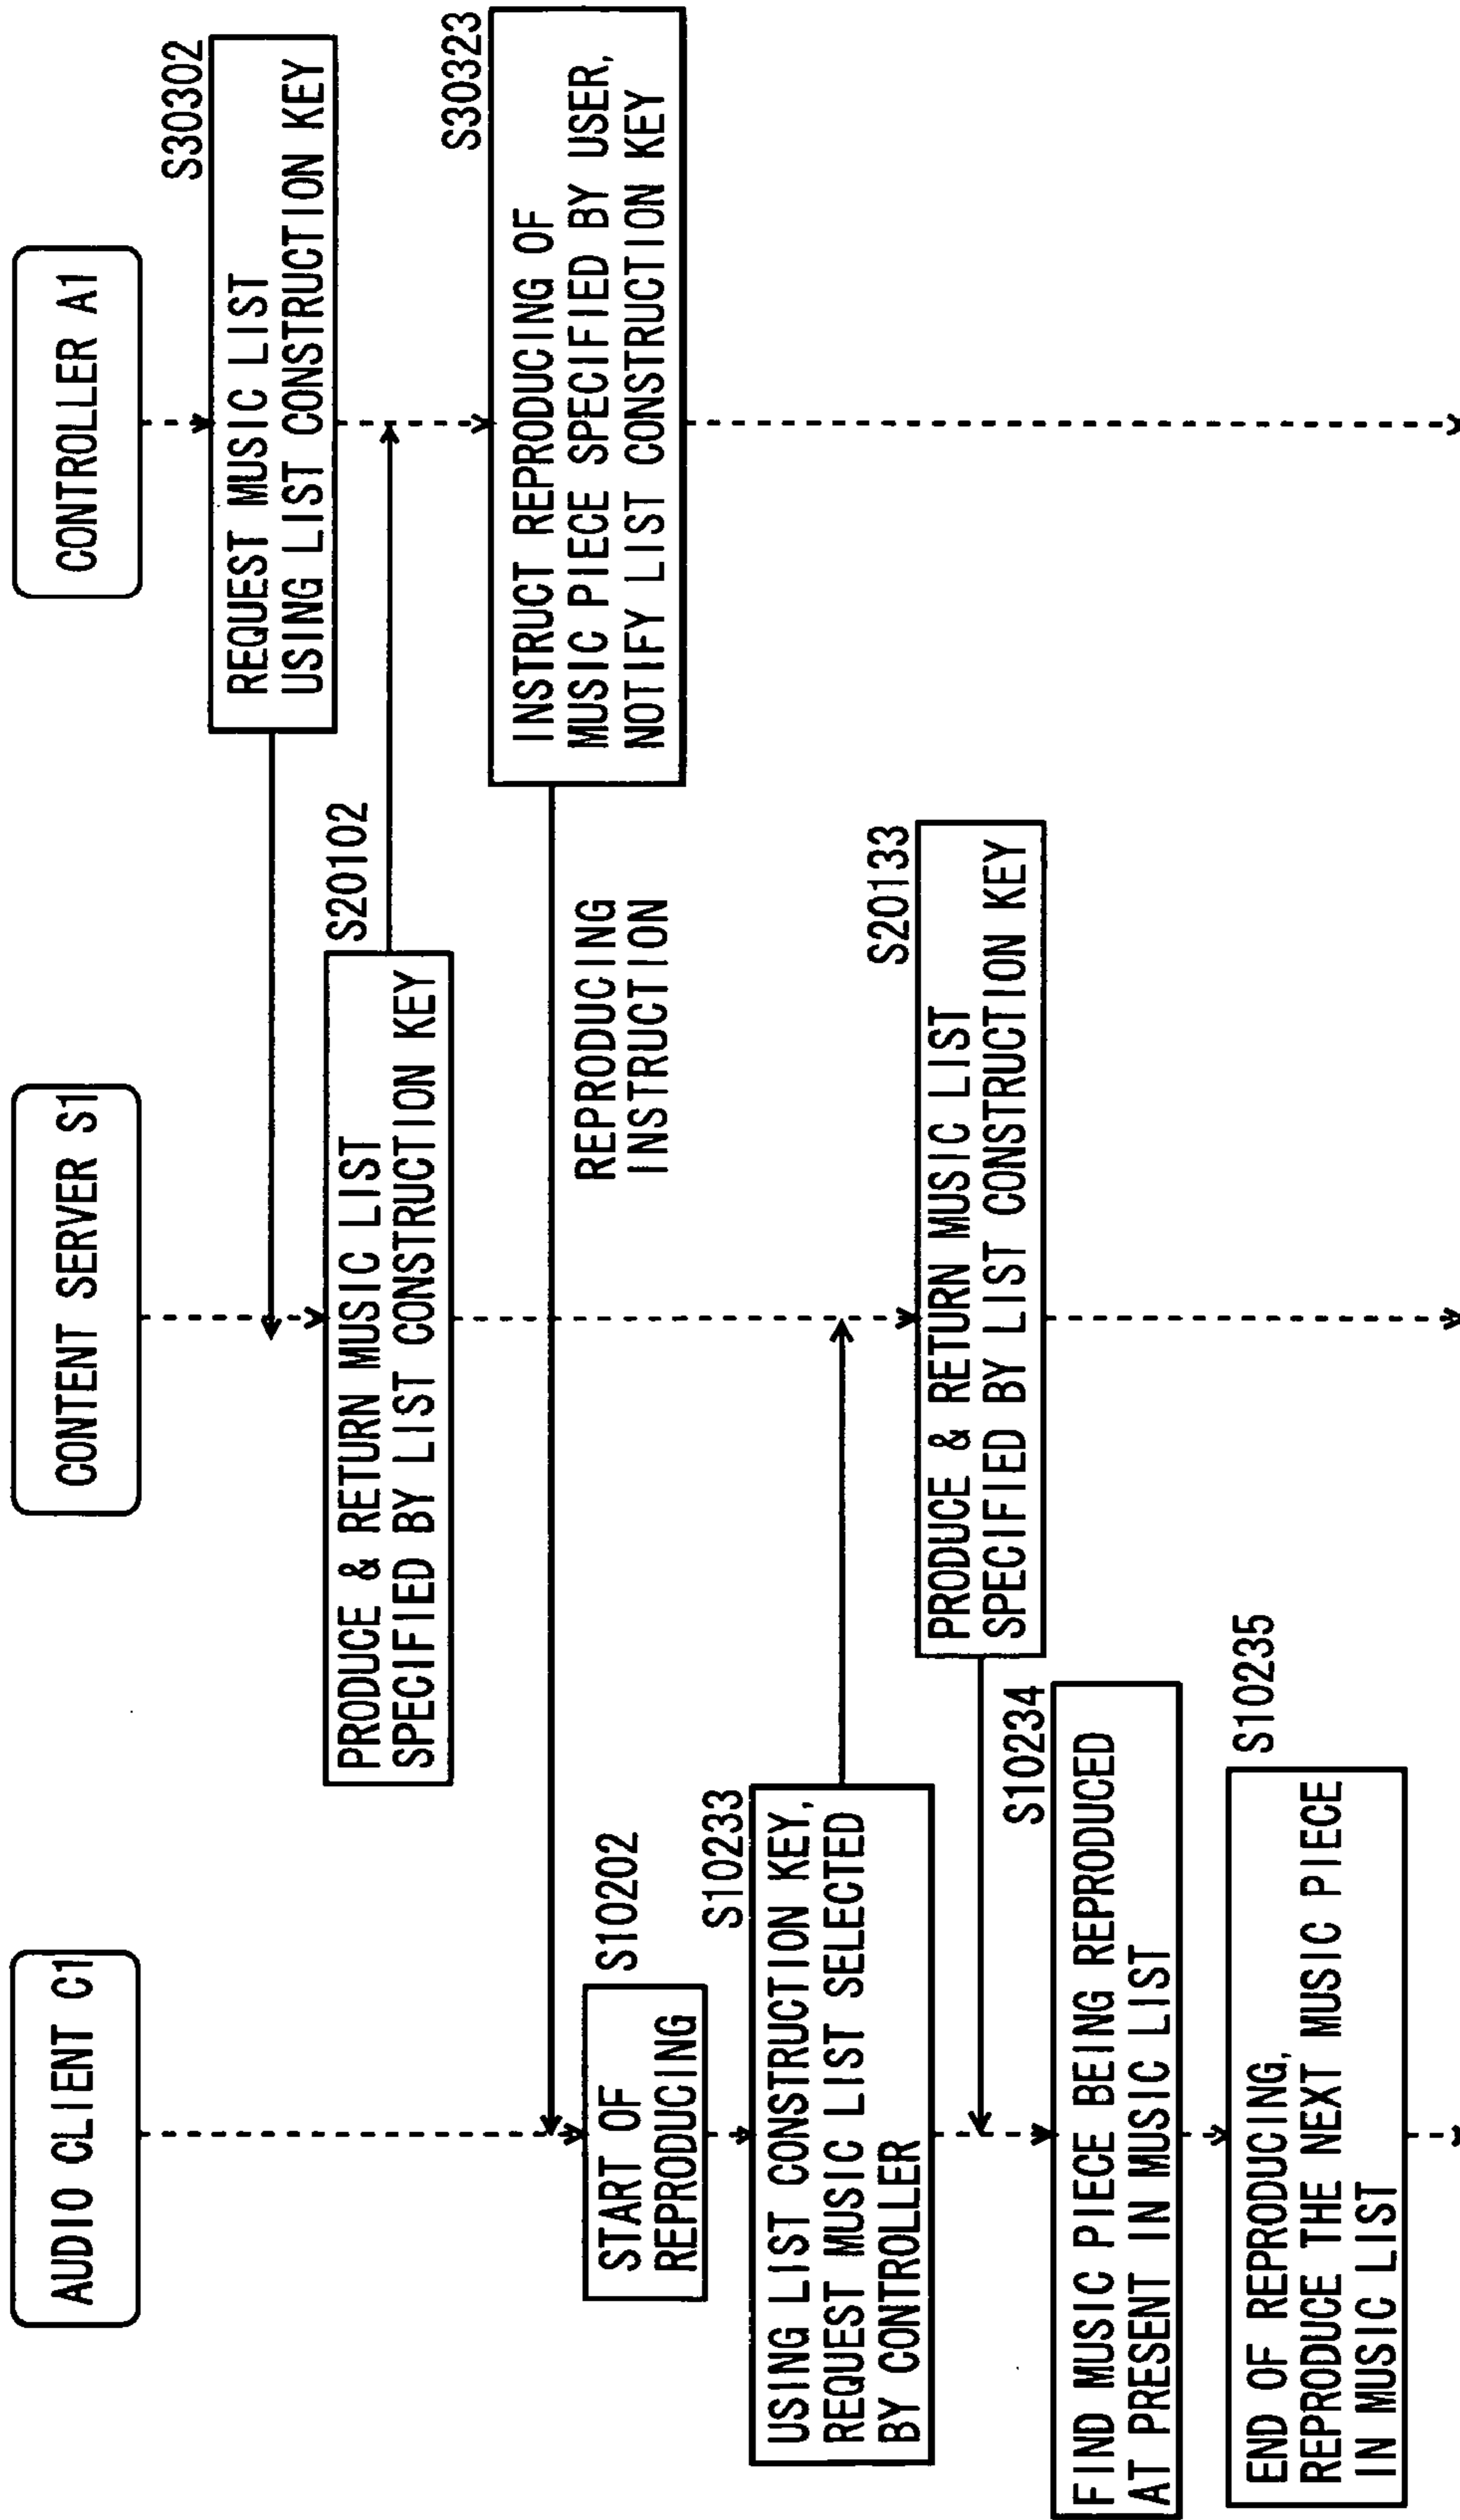 AUDIO CLIENT C1
CONTENT SERVER S1
CONTROLLER A1
S30302
REQUEST MUSIC LIST
USING LIST CONSTRUCTION KEY
S20102
PRODUCE & RETURN MUSIC LIST
SPECIFIED BY LIST CONSTRUCTION KEY
S30323
INSTRUCT REPRODUCING OF
MUSIC PIECE SPECIFIED BY USER,
NOTIFY LIST CONSTRUCTION KEY
REPRODUCING
INSTRUCTION
S10202
START OF
REPRODUCING
S10233
USING LIST CONSTRUCTION KEY,
REQUEST MUSIC LIST SELECTED
BY CONTROLLER
S20133
PRODUCE & RETURN MUSIC LIST
SPECIFIED BY LIST CONSTRUCTION KEY
S10234
FIND MUSIC PIECE BEING REPRODUCED
AT PRESENT IN MUSIC LIST
S10235
END OF REPRODUCING,
REPRODUCE THE NEXT MUSIC PIECE
IN MUSIC LIST